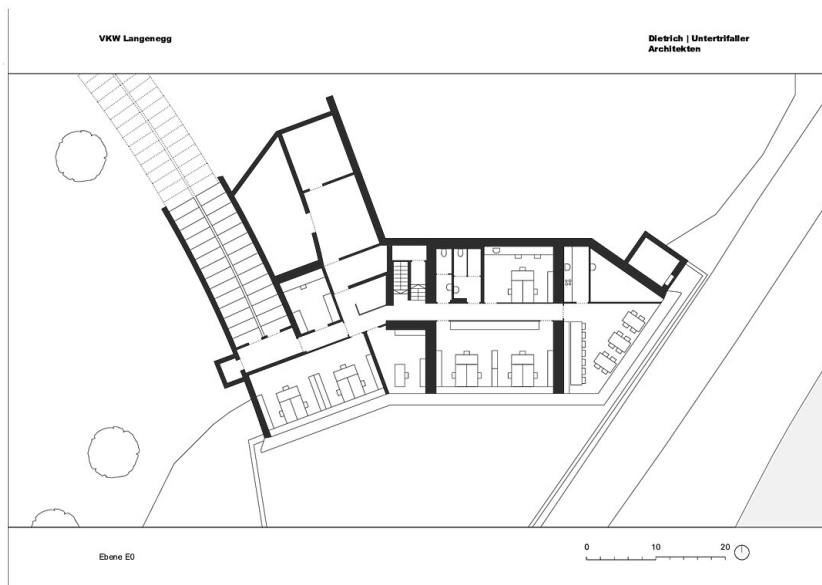 VKW Langenegg
Dietrich | Untertrifaller
Architekten
Ebene E0
0 10 20